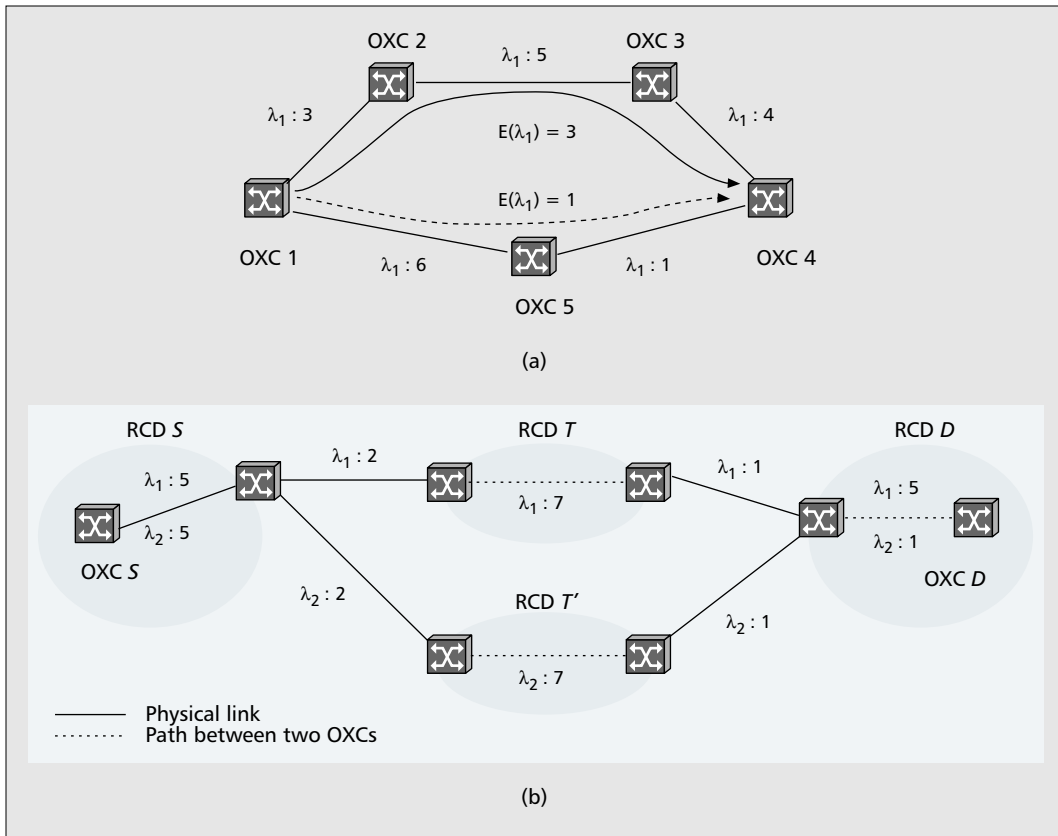 OXC 2
OXC 3
λ1 : 5
λ1 : 3
λ1 : 4
E(λ1) = 3
E(λ1) = 1
OXC 1
OXC 4
λ1 : 6
λ1 : 1
OXC 5
(a)
RCD S
RCD T
RCD D
λ1 : 5
λ1 : 2
λ1 : 1
λ1 : 5
λ1 : 7
λ2 : 5
λ2 : 1
OXC S
OXC D
λ2 : 2
RCD T′
λ2 : 1
λ2 : 7
Physical link
Path between two OXCs
(b)